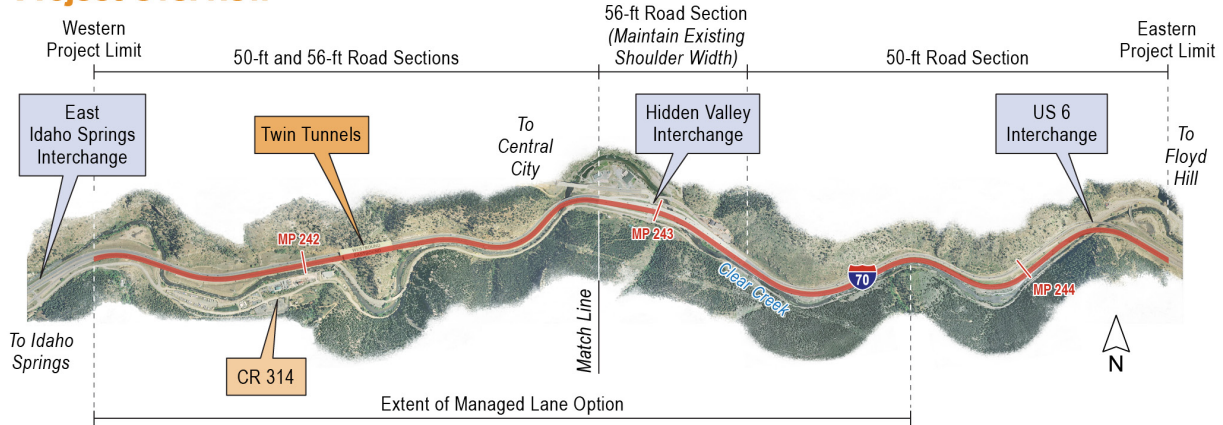 Western
Project Limit
50-ft and 56-ft Road Sections
56-ft Road Section
(Maintain Existing
Shoulder Width)
50-ft Road Section
Eastern
Project Limit
East
Idaho Springs
Interchange
Twin Tunnels
To
Central
City
Hidden Valley
Interchange
US 6
Interchange
To
Floyd
Hill
MP 242
MP 243
Clear Creek
70
MP 244
To Idaho
Springs
CR 314
Match Line
N
Extent of Managed Lane Option